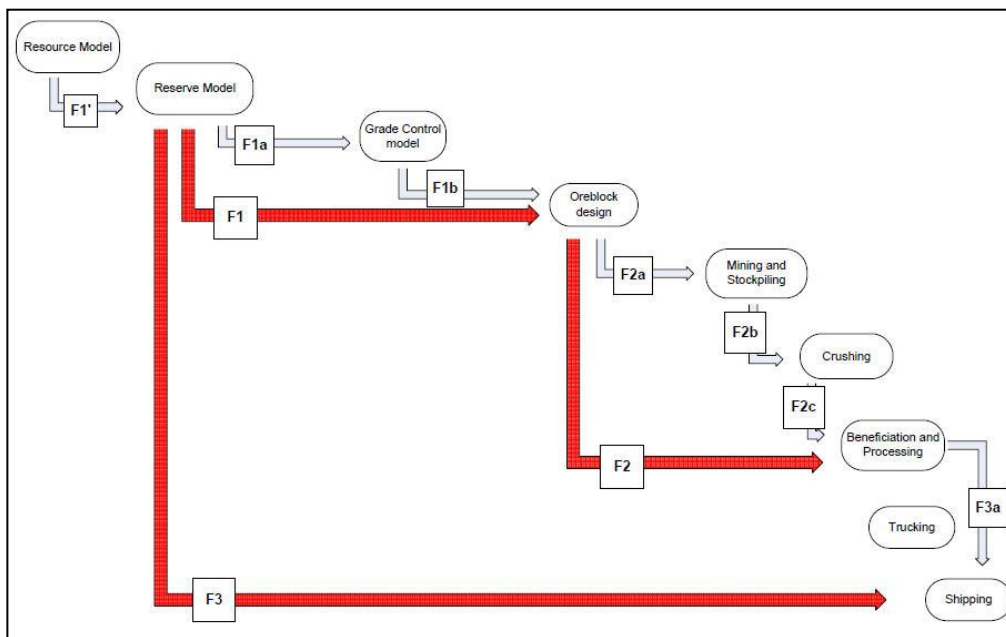 Resource Model
F1'
Reserve Model
F1a
Grade Control
model
F1b
F1
Oreblock
design
F2a
Mining and
Stockpiling
F2b
Crushing
F2c
Beneficiation and
Processing
F2
F3a
Trucking
F3
Shipping